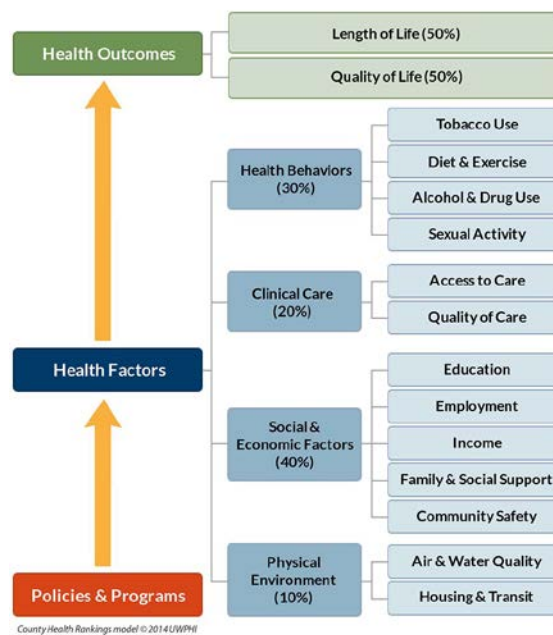 Health Outcomes
Length of Life (50%)
Quality of Life (50%)
Health Factors
Health Behaviors
(30%)
Tobacco Use
Diet & Exercise
Alcohol & Drug Use
Sexual Activity
Clinical Care
(20%)
Access to Care
Quality of Care
Social &
Economic Factors
(40%)
Education
Employment
Income
Family & Social Support
Community Safety
Physical
Environment
(10%)
Air & Water Quality
Housing & Transit
Policies & Programs
County Health Rankings model © 2014 UWPHI